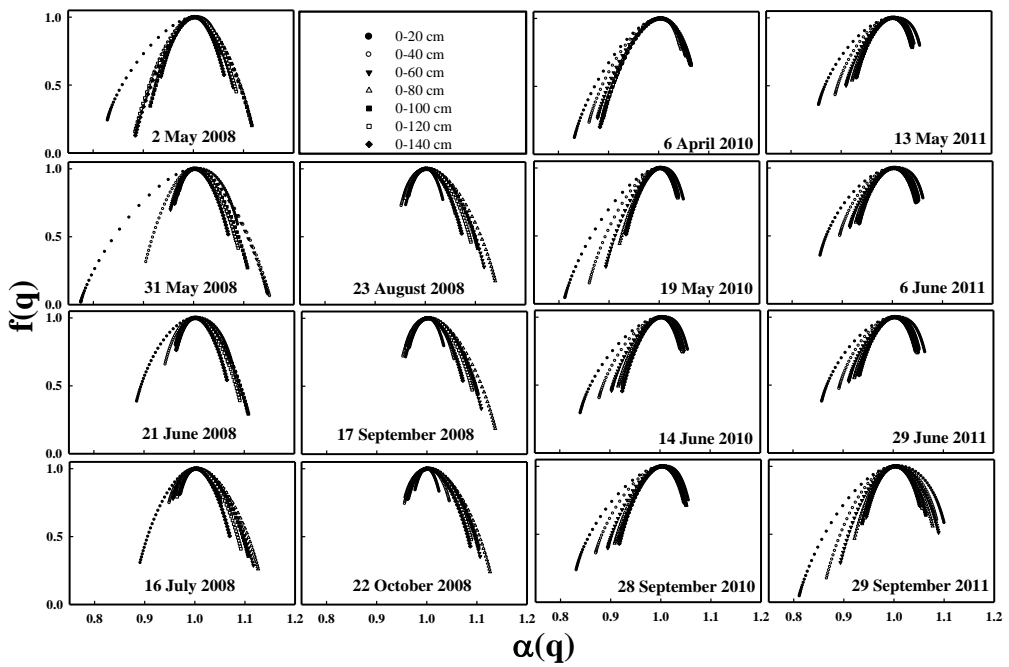 f(q)
1.0
0.5
0.0
2 May 2008
0-20 cm
0-40 cm
0-60 cm
0-80 cm
0-100 cm
0-120 cm
0-140 cm
6 April 2010
13 May 2011
1.0
0.5
0.0
31 May 2008
23 August 2008
19 May 2010
6 June 2011
1.0
0.5
0.0
21 June 2008
17 September 2008
14 June 2010
29 June 2011
1.0
0.5
0.0
16 July 2008
22 October 2008
28 September 2010
29 September 2011
0.8 0.9 1.0 1.1 1.2
0.8 0.9 1.0 1.1 1.2
0.8 0.9 1.0 1.1 1.2
0.8 0.9 1.0 1.1 1.2
α(q)